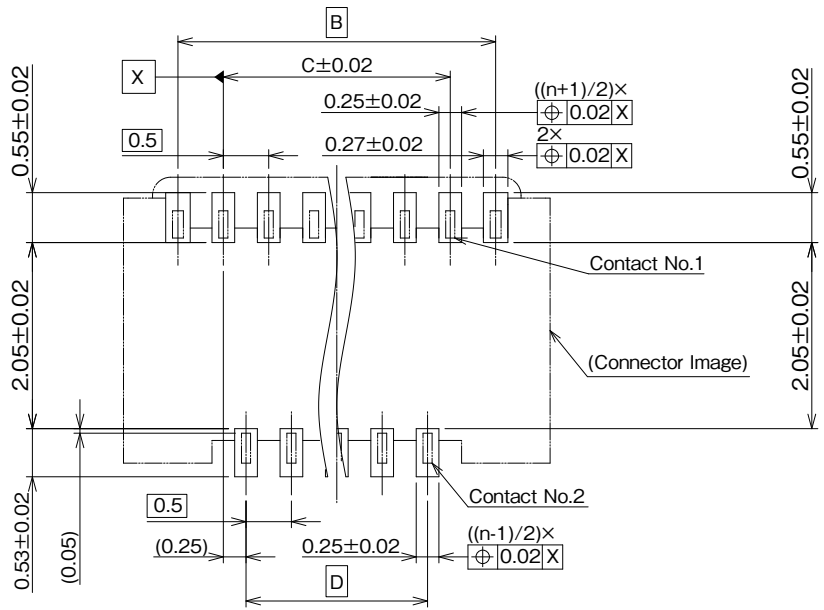 B
X
C±0.02
((n+1)/2)×
0.25±0.02
⌖ 0.02 X
0.5
0.27±0.02
2×
⌖ 0.02 X
0.55±0.02
0.55±0.02
Contact No.1
2.05±0.02
2.05±0.02
(Connector Image)
Contact No.2
0.53±0.02
(0.05)
0.5
(0.25)
0.25±0.02
((n-1)/2)×
⌖ 0.02 X
D